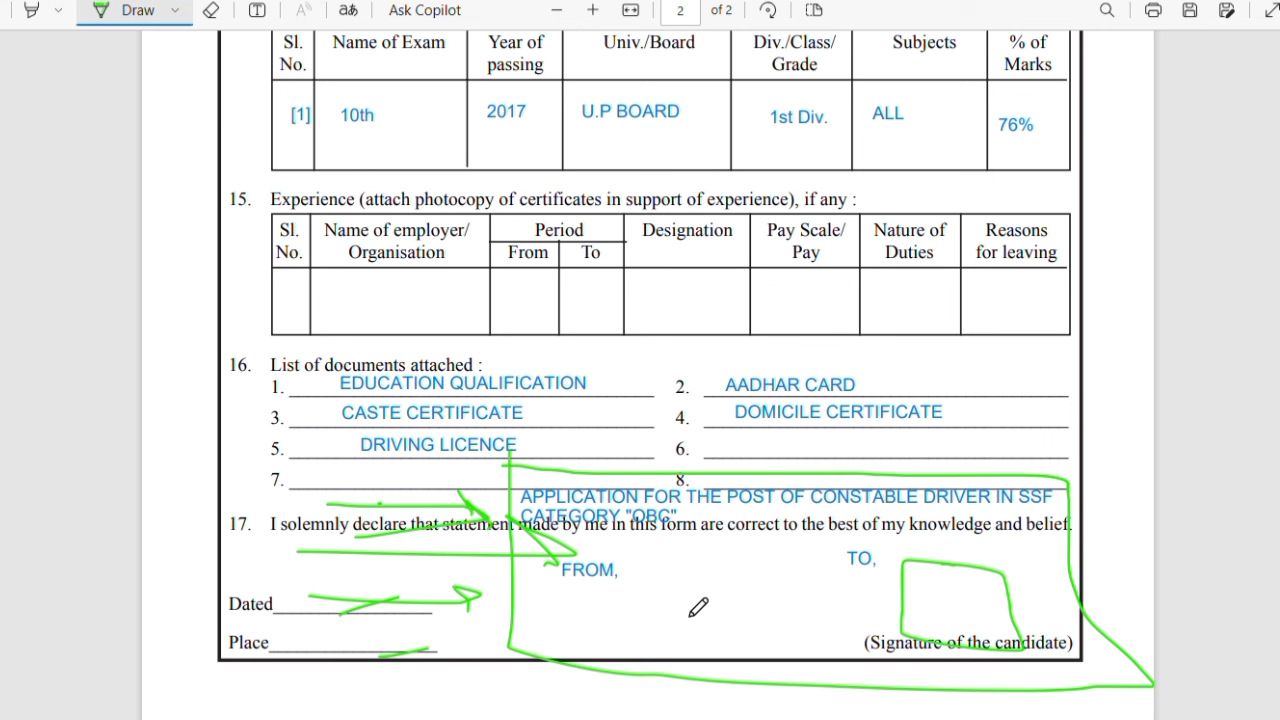 Draw
Ask Copilot
2 of 2
Sl. No. Name of Exam Year of passing Univ./Board Div./Class/ Grade Subjects % of Marks
[1] 10th 2017 U.P BOARD 1st Div. ALL 76%
15. Experience (attach photocopy of certificates in support of experience), if any :
Sl. No. Name of employer/ Organisation Period From To Designation Pay Scale/ Pay Nature of Duties Reasons for leaving
16. List of documents attached :
1. EDUCATION QUALIFICATION 2. AADHAR CARD
3. CASTE CERTIFICATE 4. DOMICILE CERTIFICATE
5. DRIVING LICENCE 6.
7. 8.
APPLICATION FOR THE POST OF CONSTABLE DRIVER IN SSF
CATEGORY "OBC"
17. I solemnly declare that statement made by me in this form are correct to the best of my knowledge and belief.
FROM, TO,
Dated
Place (Signature of the candidate)